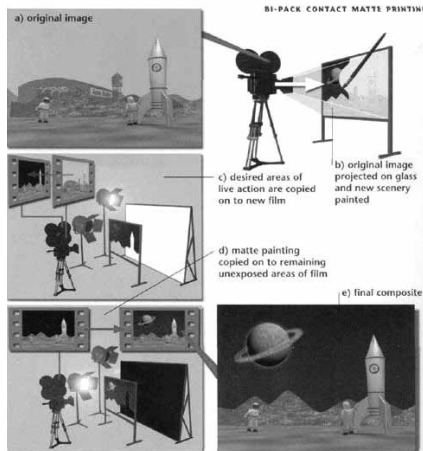 BI-PACK CONTACT MATTE PRINTING
a) original image
b) original image
projected on glass
and new scenery
painted
c) desired areas of
live action are copied
on to new film
d) matte painting
copied on to remaining
unexposed areas of film
e) final composite